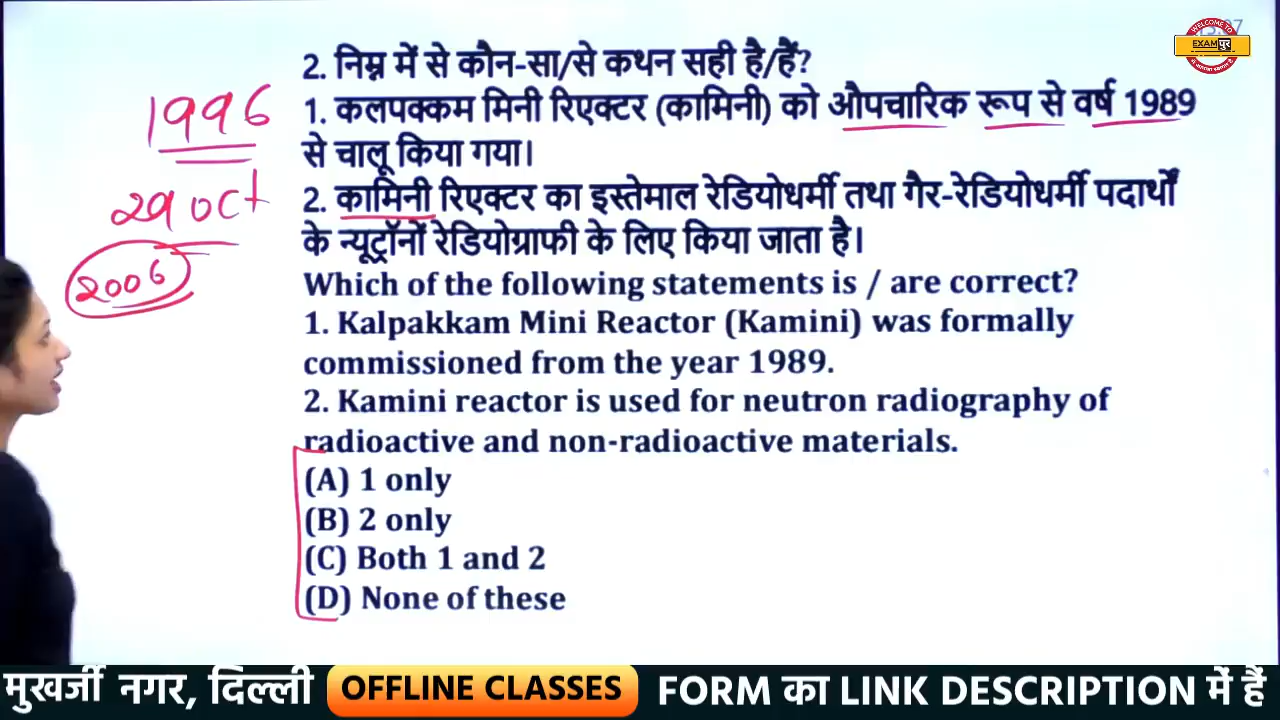 WELCOME TO
EXAMपुर
2. निम्न में से कौन-सा/से कथन सही है/हैं?
1996
1. कलपक्कम मिनी रिएक्टर (कामिनी) को औपचारिक रूप से वर्ष 1989
से चालू किया गया।
29 oct
2. कामिनी रिएक्टर का इस्तेमाल रेडियोधर्मी तथा गैर-रेडियोधर्मी पदार्थों
के न्यूट्रॉनों रेडियोग्राफी के लिए किया जाता है।
2006
Which of the following statements is / are correct?
1. Kalpakkam Mini Reactor (Kamini) was formally
commissioned from the year 1989.
2. Kamini reactor is used for neutron radiography of
radioactive and non-radioactive materials.
(A) 1 only
(B) 2 only
(C) Both 1 and 2
(D) None of these
मुखर्जी नगर, दिल्ली OFFLINE CLASSES FORM का LINK DESCRIPTION में हैं